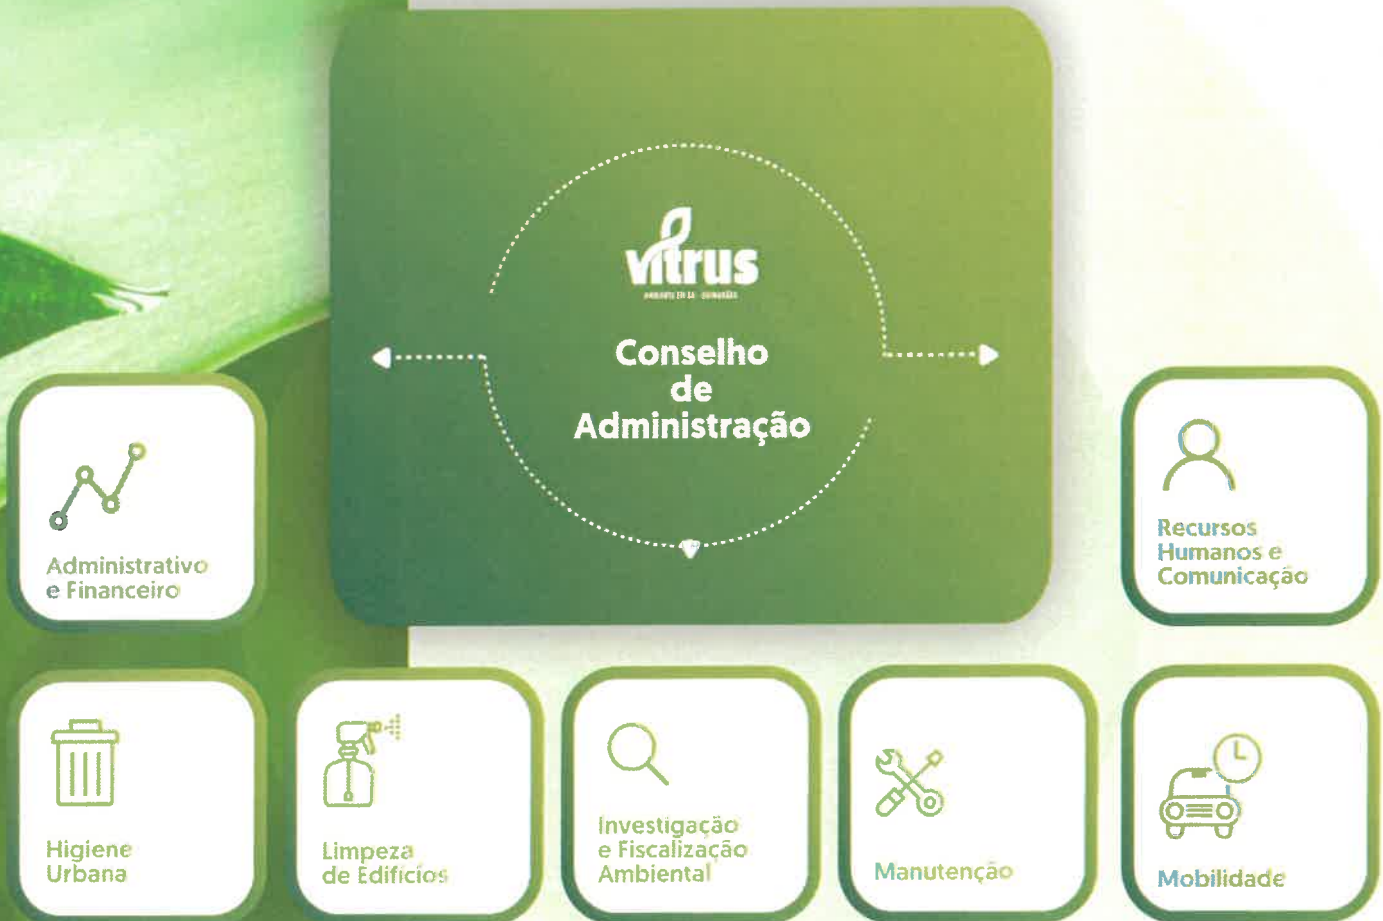 vitrus
Conselho
de
Administração
Administrativo
e Financeiro
Recursos
Humanos e
Comunicação
Higiene
Urbana
Limpeza
de Edifícios
Investigação
e Fiscalização
Ambiental
Manutenção
Mobilidade